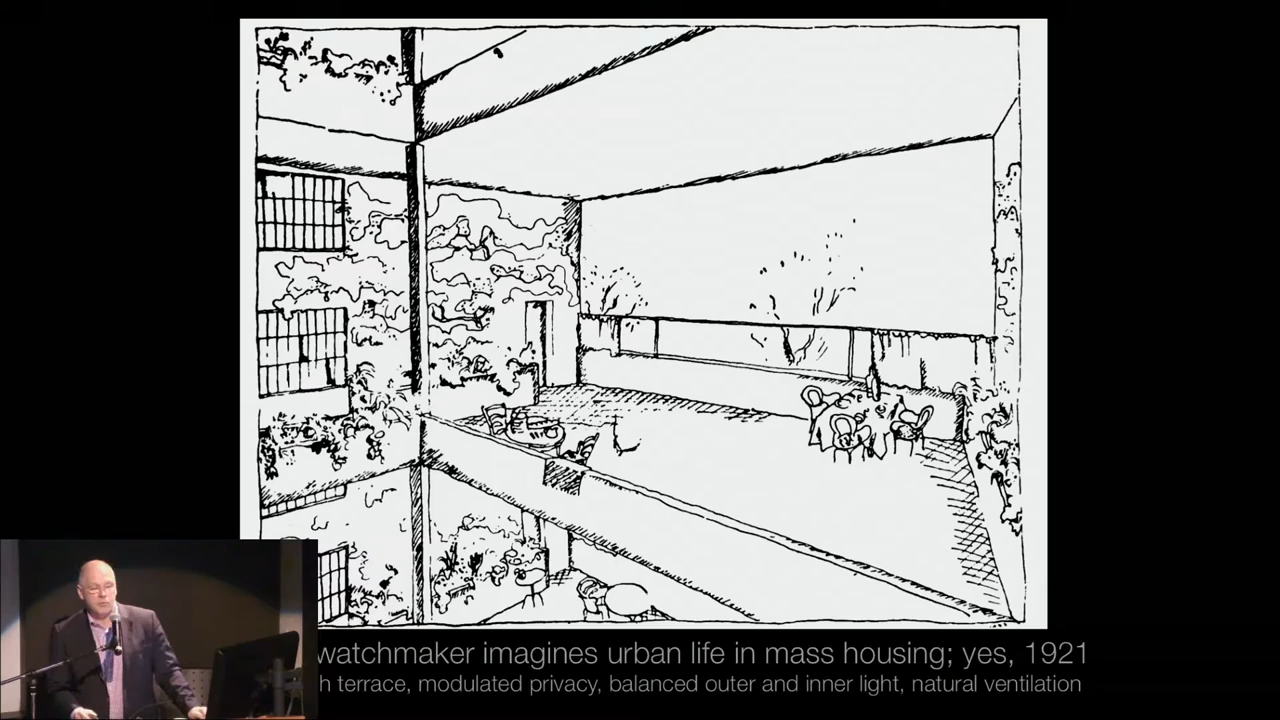 watchmaker imagines urban life in mass housing; yes, 1921
terrace, modulated privacy, balanced outer and inner light, natural ventilation